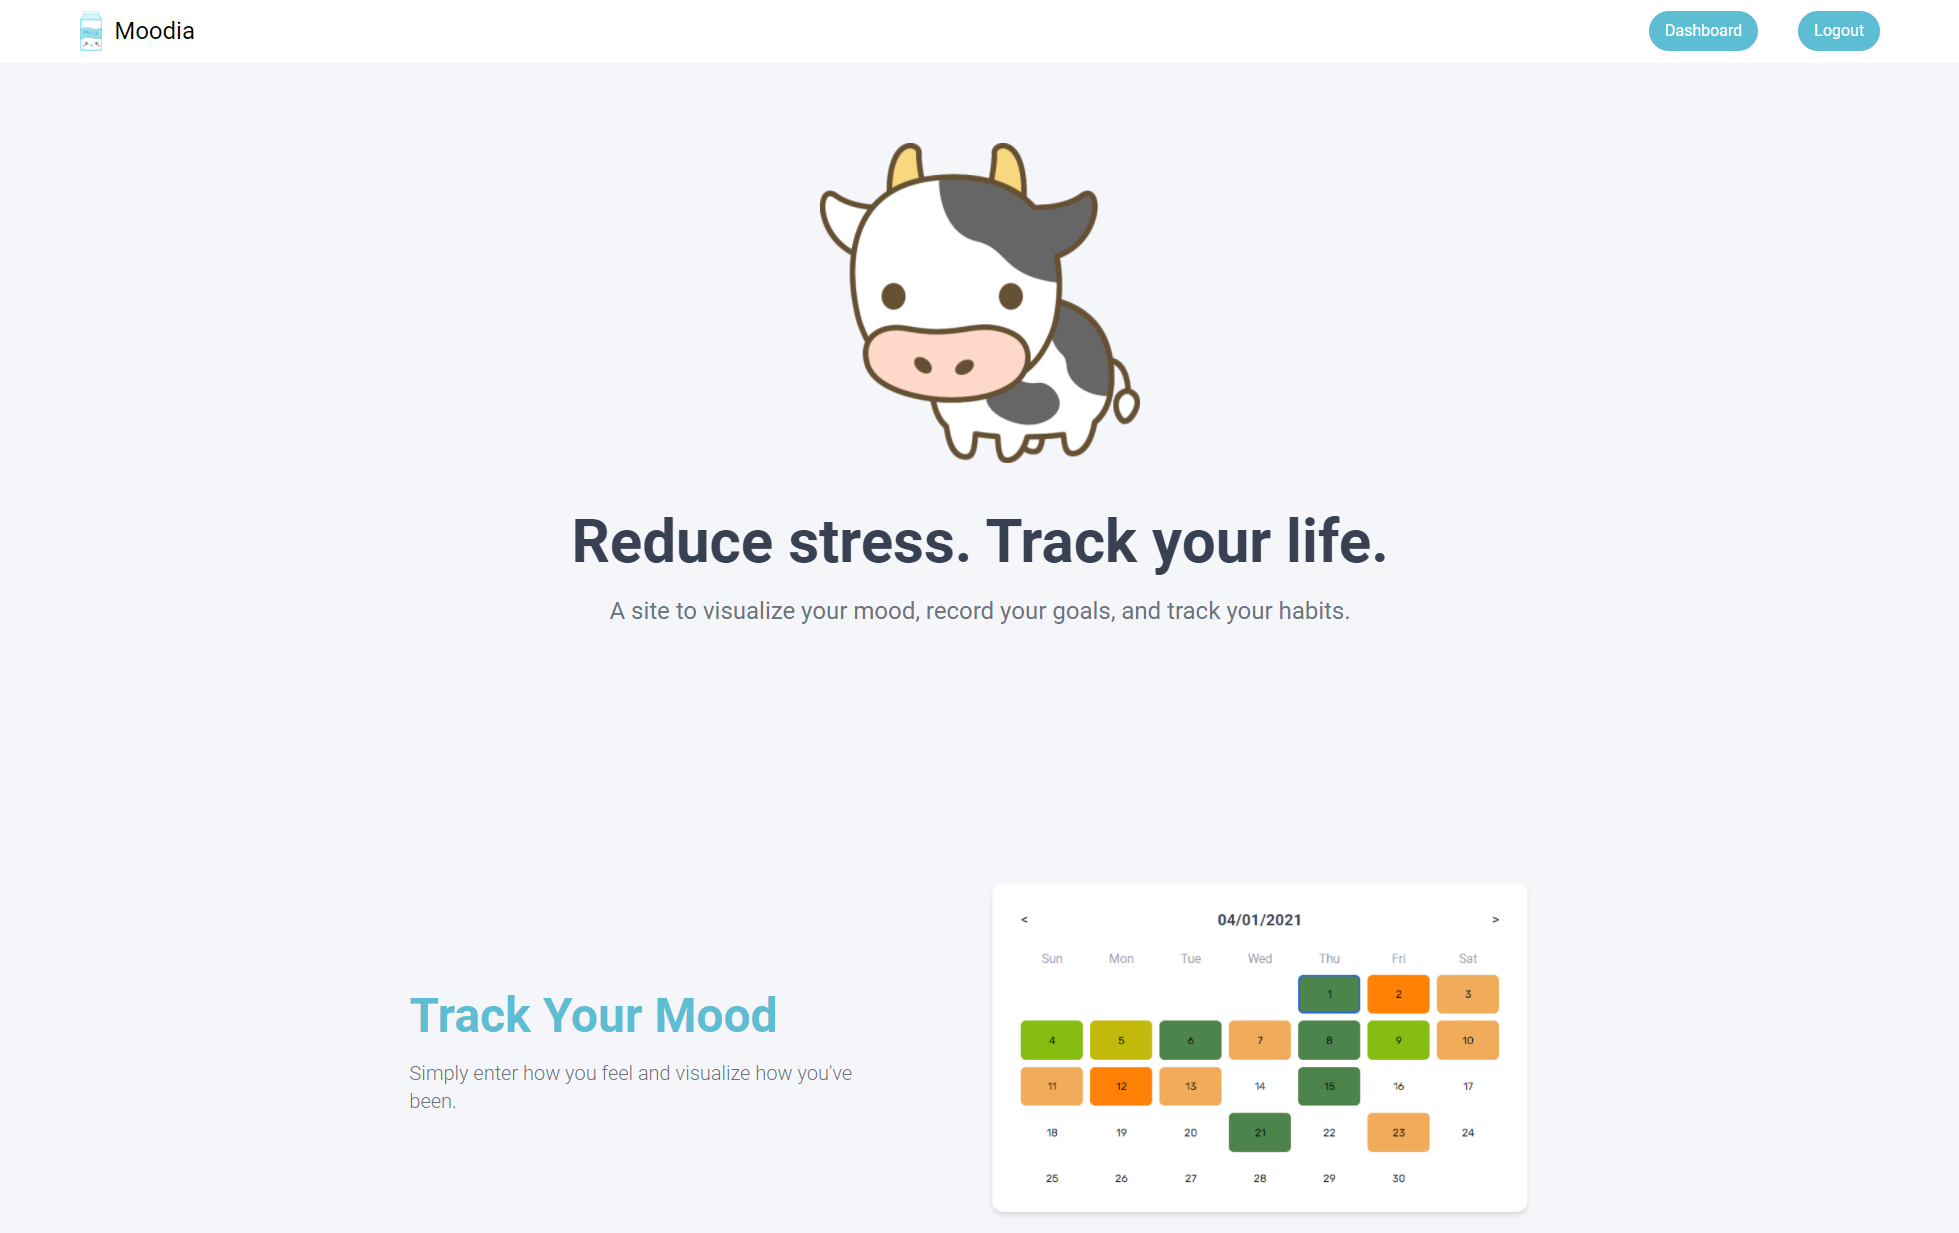 Moodia
Dashboard
Logout
Reduce stress. Track your life.
A site to visualize your mood, record your goals, and track your habits.
Track Your Mood
Simply enter how you feel and visualize how you've
been.
< 04/01/2021 >
Sun Mon Tue Wed Thu Fri Sat
1 2 3
4 5 6 7 8 9 10
11 12 13 14 15 16 17
18 19 20 21 22 23 24
25 26 27 28 29 30